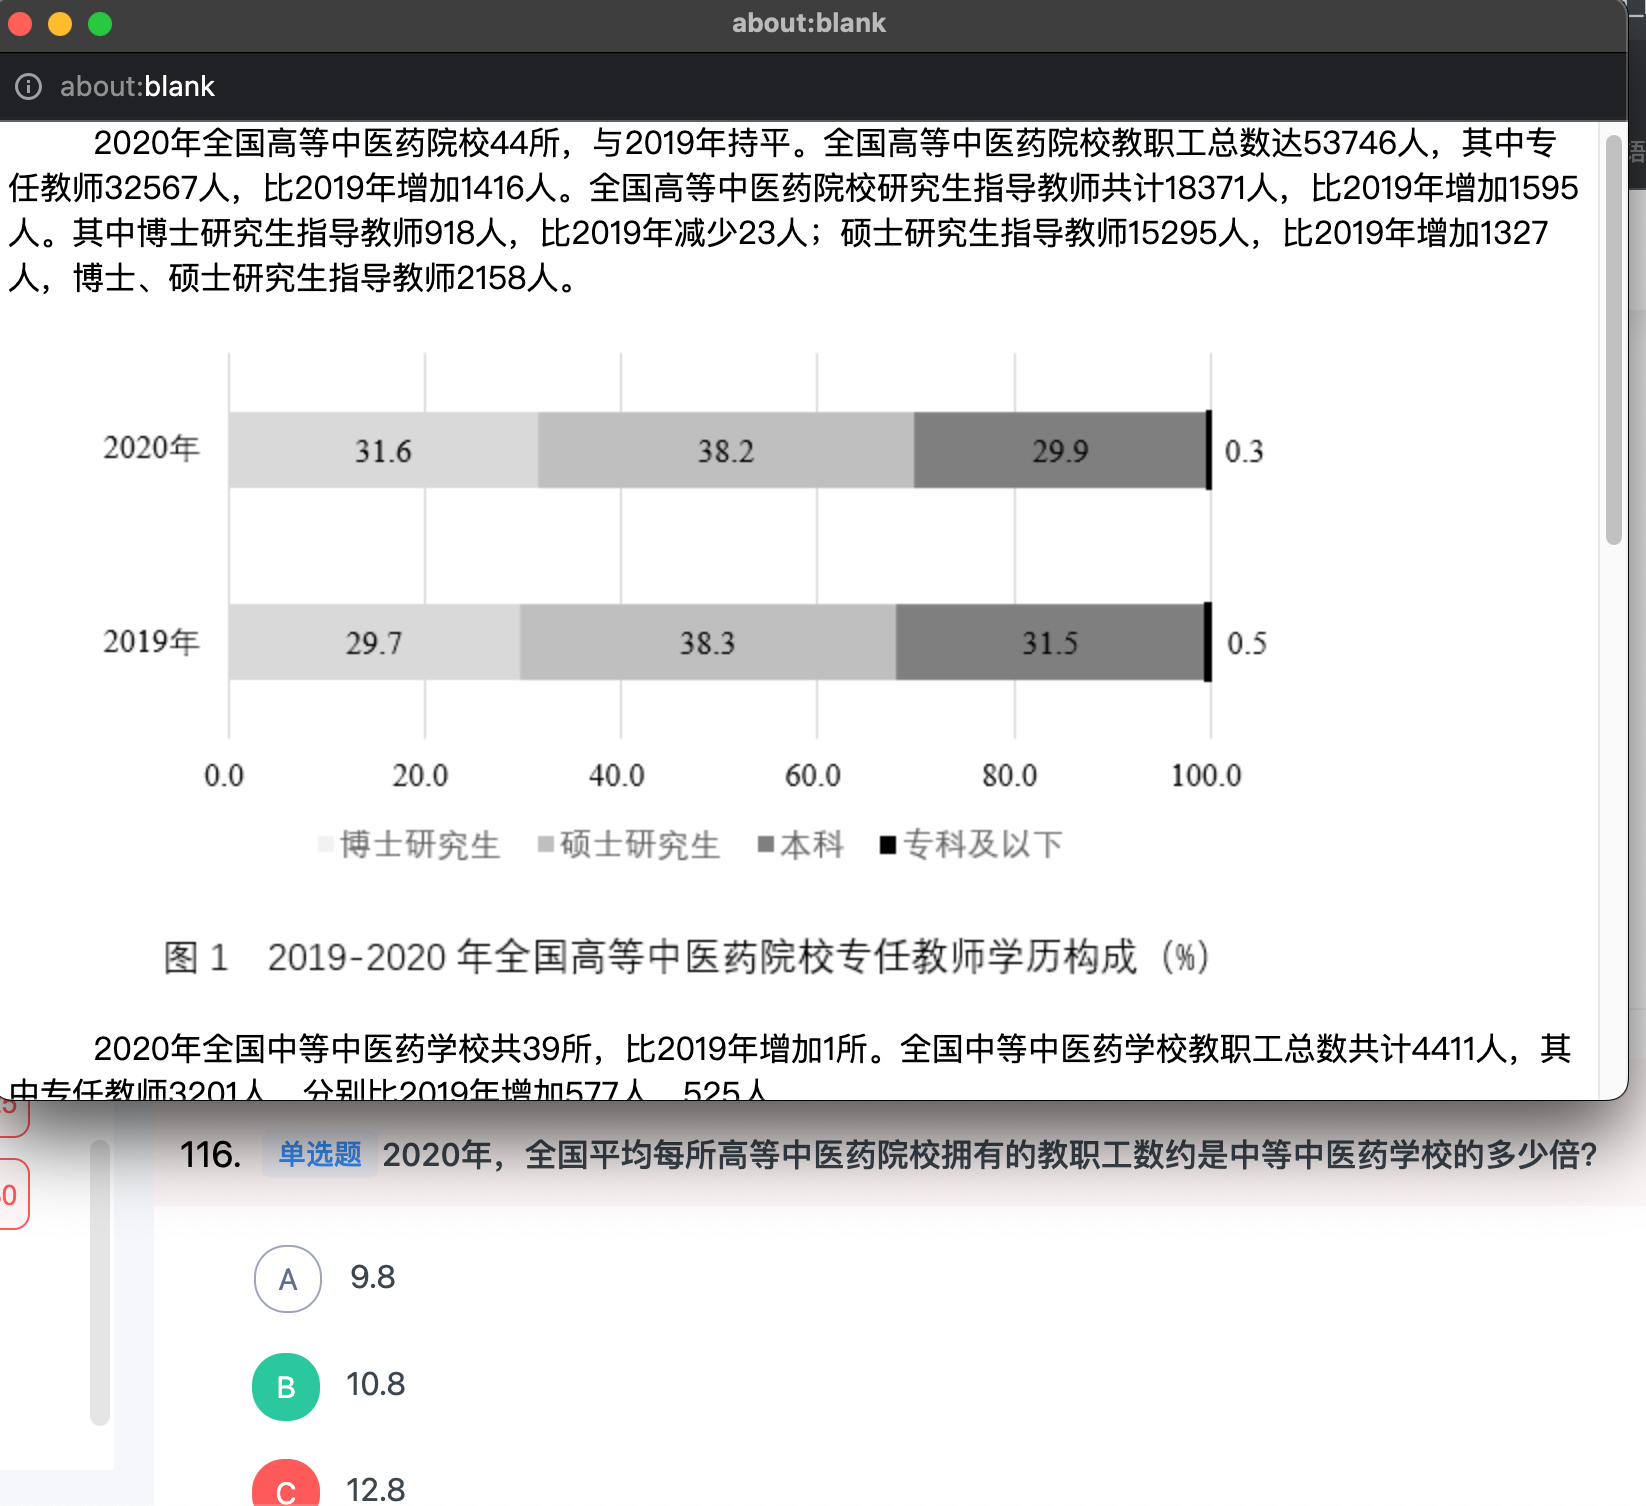 about:blank
about:blank
2020年全国高等中医药院校44所，与2019年持平。全国高等中医药院校教职工总数达53746人，其中专
任教师32567人，比2019年增加1416人。全国高等中医药院校研究生指导教师共计18371人，比2019年增加1595
人。其中博士研究生指导教师918人，比2019年减少23人；硕士研究生指导教师15295人，比2019年增加1327
人，博士、硕士研究生指导教师2158人。
2020年 31.6 38.2 29.9 0.3
2019年 29.7 38.3 31.5 0.5
0.0 20.0 40.0 60.0 80.0 100.0
博士研究生 硕士研究生 本科 专科及以下
图 1 2019-2020 年全国高等中医药院校专任教师学历构成（%）
2020年全国中等中医药学校共39所，比2019年增加1所。全国中等中医药学校教职工总数共计4411人，其
中专任教师3201人，分别比2019年增加577人、525人
116. 单选题 2020年，全国平均每所高等中医药院校拥有的教职工数约是中等中医药学校的多少倍?
A 9.8
B 10.8
C 12.8